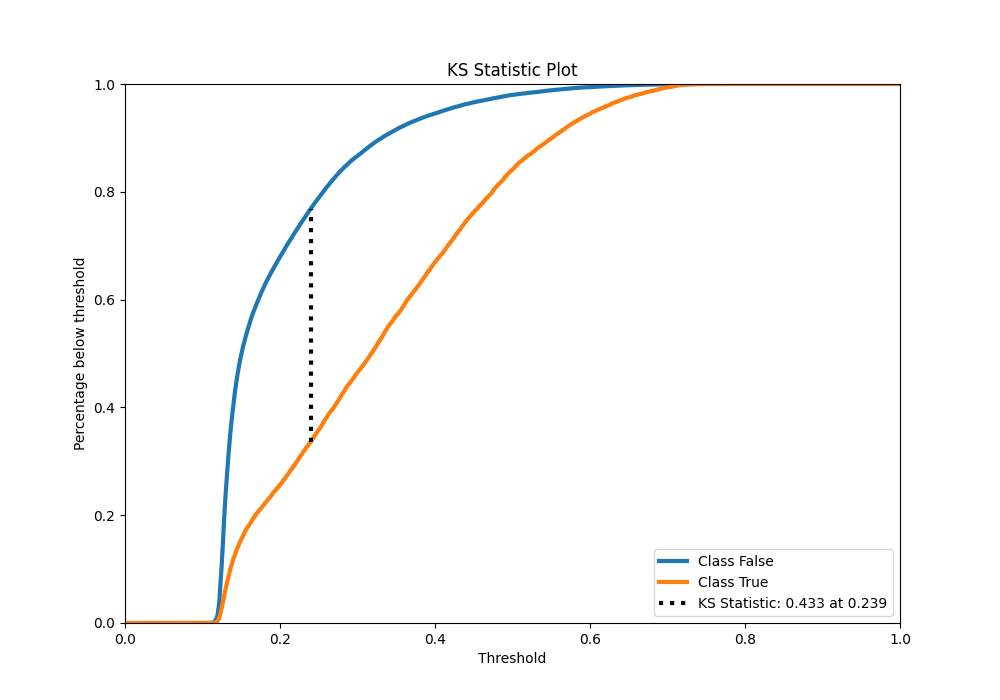 KS Statistic Plot
1.0
0.8
0.6
0.4
0.2
0.0
Percentage below threshold
0.0 0.2 0.4 0.6 0.8 1.0
Threshold
Class False
Class True
KS Statistic: 0.433 at 0.239